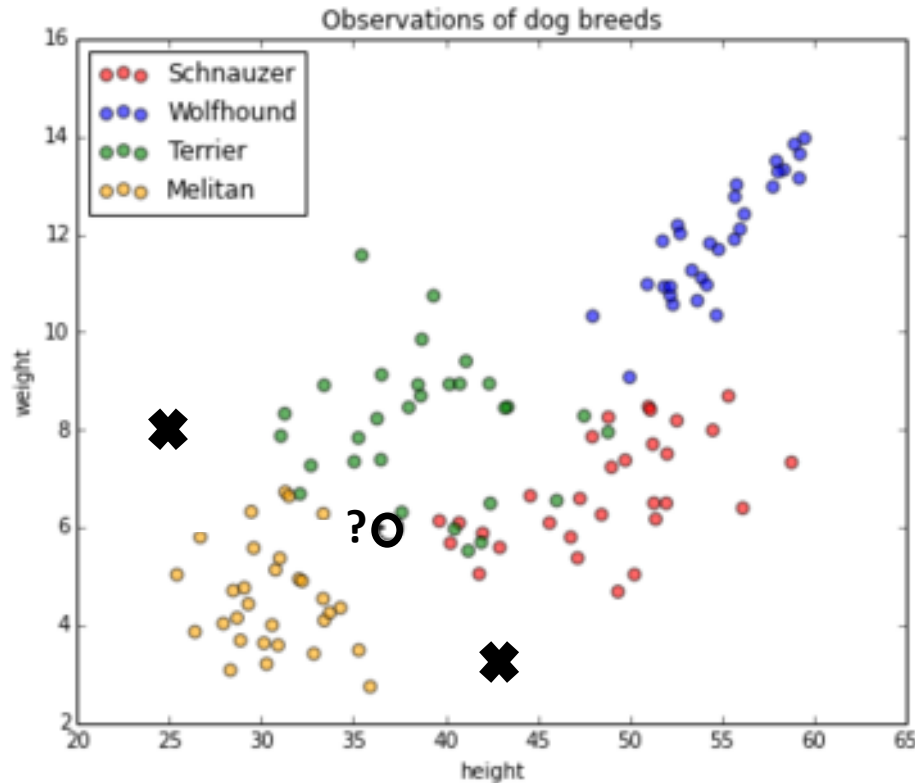 Observations of dog breeds
16
14
12
10
8
6
4
2
weight
Schnauzer
Wolfhound
Terrier
Melitan
?
20 25 30 35 40 45 50 55 60 65
height